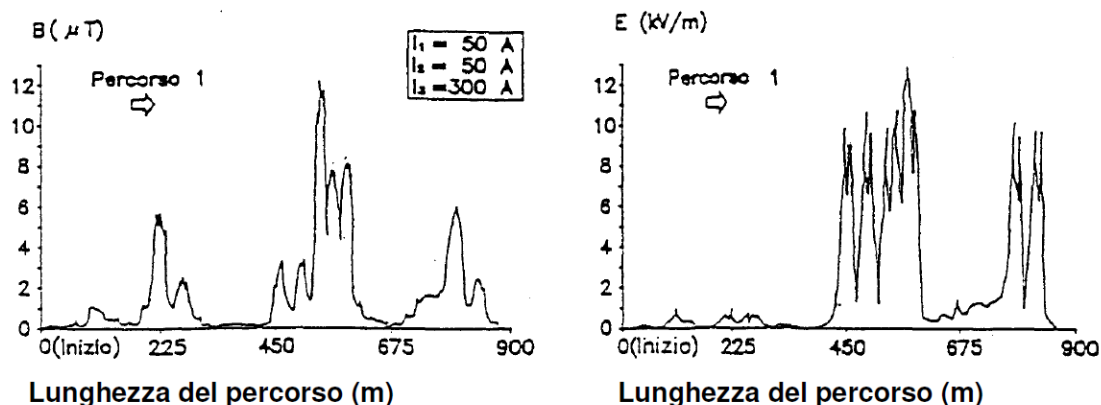 B ( μT)
I₁ = 50 A
I₂ = 50 A
I₃ = 300 A
Percorso 1
12
10
8
6
4
2
0
0(Inizio) 225 450 675 900
Lunghezza del percorso (m)
E (kV/m)
Percorso 1
12
10
8
6
4
2
0
0(Inizio) 225 450 675 900
Lunghezza del percorso (m)